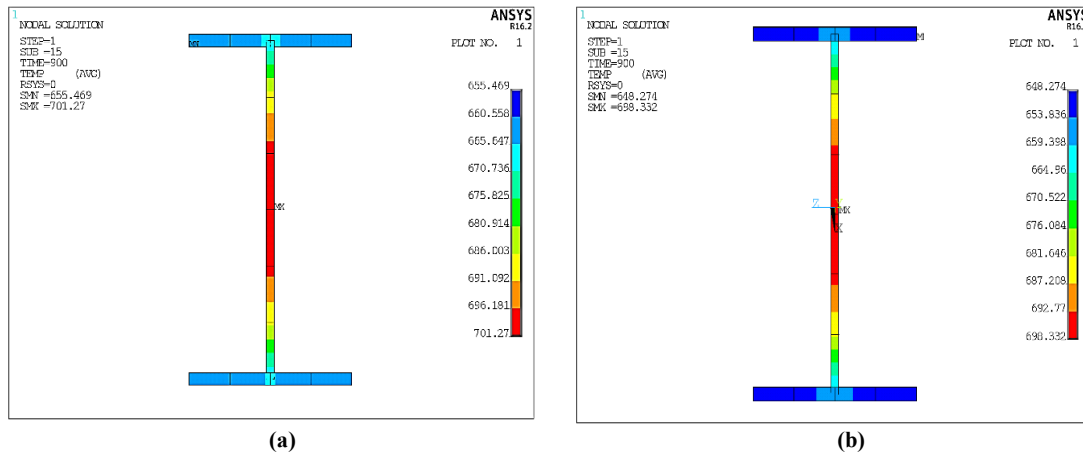 1
NODAL SOLUTION
STEP=1
SUB =15
TIME=900
TEMP (AVG)
RSYS=0
SMN =655.469
SMX =701.27
ANSYS
R16.2
PLOT NO. 1
MN
MX
655.469
660.558
665.647
670.736
675.825
680.914
686.003
691.092
696.181
701.27
(a)
1
NODAL SOLUTION
STEP=1
SUB =15
TIME=900
TEMP (AVG)
RSYS=0
SMN =648.274
SMX =698.332
ANSYS
R16.
PLOT NO. 1
Z
MX
X
648.274
653.836
659.398
664.96
670.522
676.084
681.646
687.208
692.77
698.332
(b)